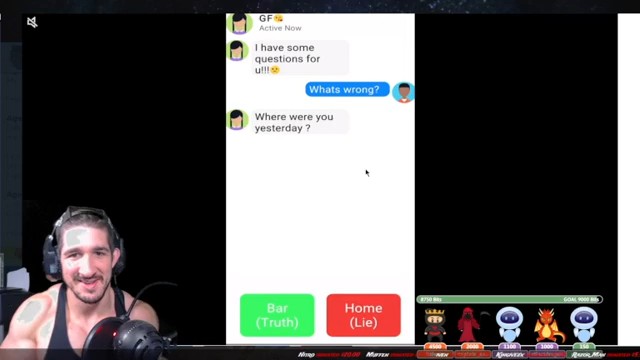 GF😘
Active Now
I have some
questions for
u!!!😕
Whats wrong?
Where were you
yesterday ?
Bar
(Truth)
Home
(Lie)
8710 Bits
GOAL 9000 Bits
4500
2000
1100
1000
150